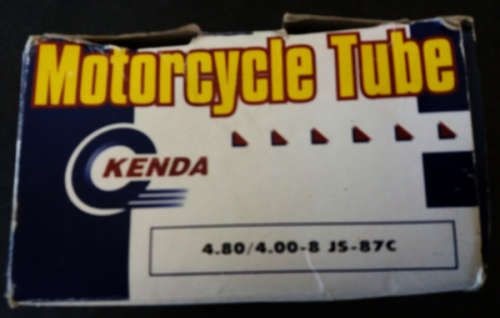 Motorcycle Tube
KENDA
4.80/4.00-8 JS-87C